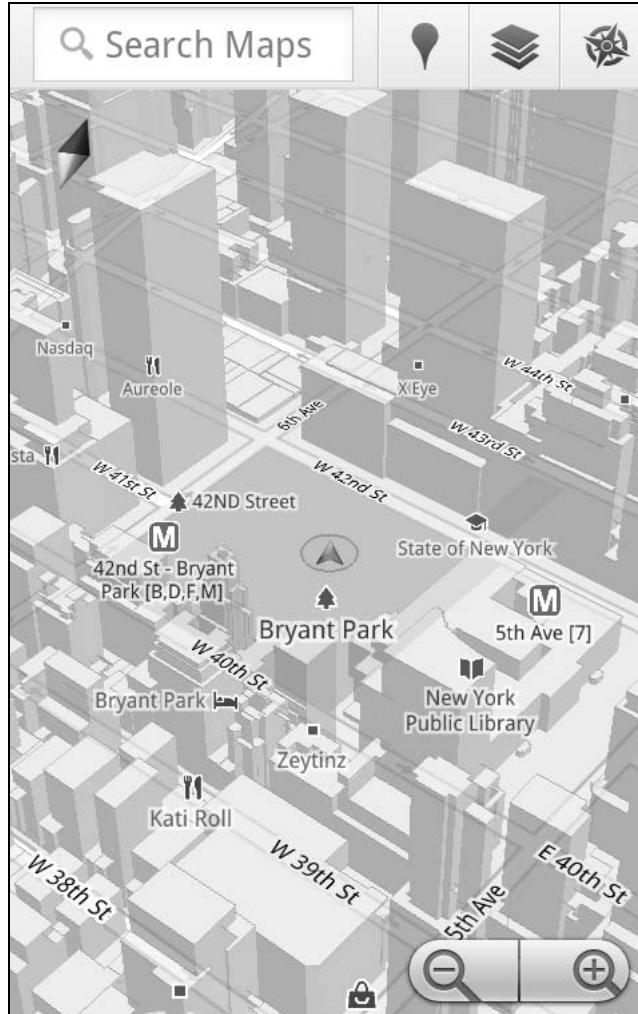 Search Maps
Nasdaq
Aureole
X Eye
W 44th St
6th Ave
W 43rd St
sta
W 41st St
W 42nd St
42ND Street
M
42nd St - Bryant
Park [B,D,F,M]
State of New York
M
5th Ave [7]
Bryant Park
W 40th St
New York
Public Library
Bryant Park
Zeytinz
Kati Roll
W 39th St
E 40th St
W 38th St
5th Ave